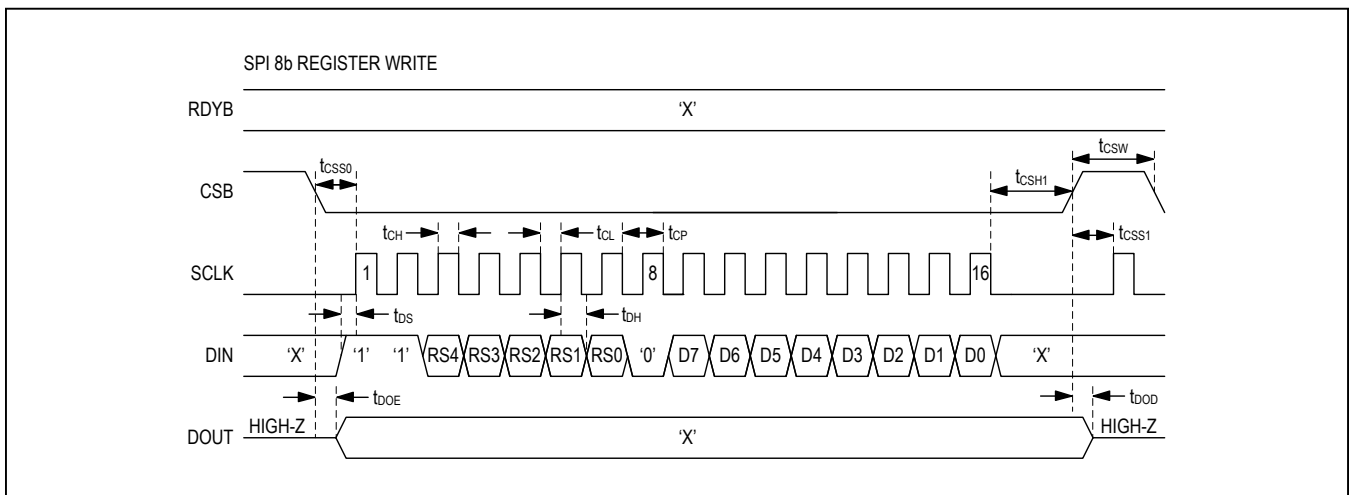 SPI 8b REGISTER WRITE
RDYB ‘X’
tCSS0 tCSW
CSB tCSH1
tCH tCL tCP tCSS1
SCLK 1 8 16
tDS tDH
DIN ‘X’ ‘1’ ‘1’ RS4 RS3 RS2 RS1 RS0 ‘0’ D7 D6 D5 D4 D3 D2 D1 D0 ‘X’
tDOE tDOD
DOUT HIGH-Z ‘X’ HIGH-Z